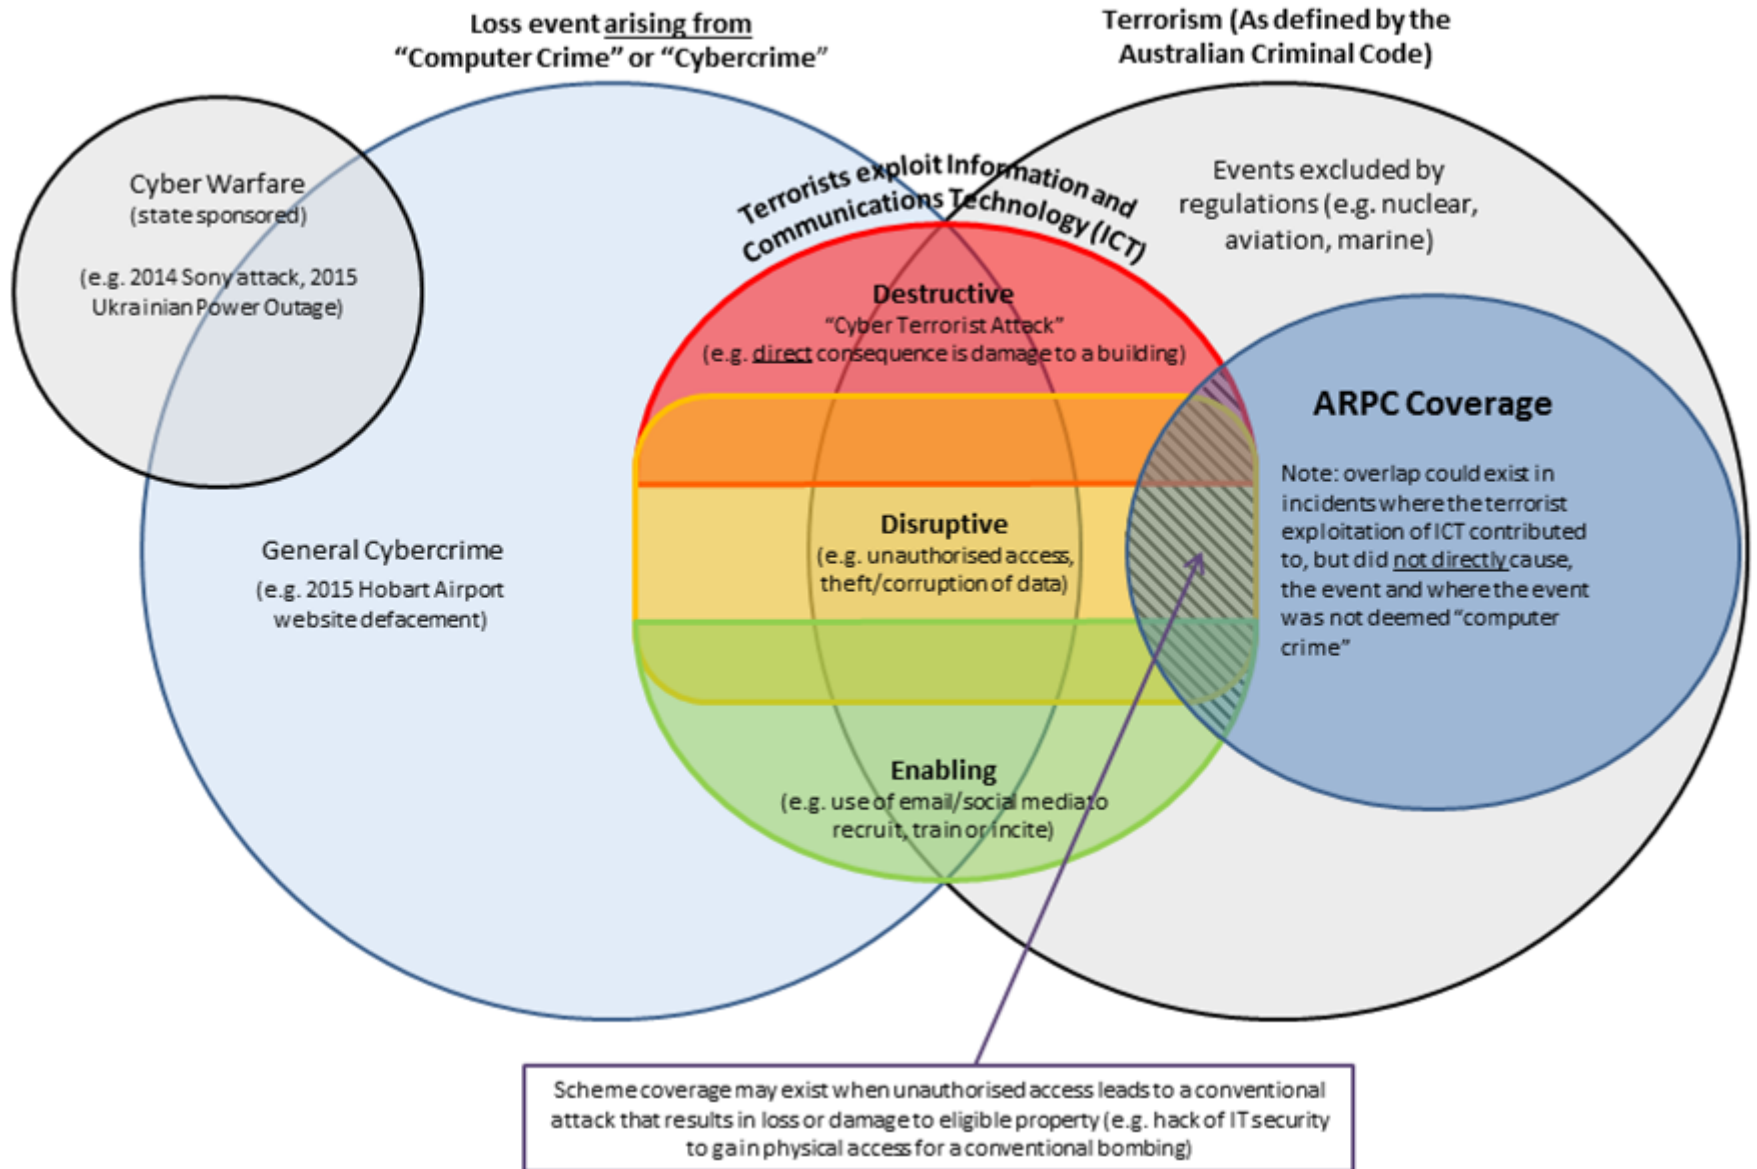 Loss event arising from
“Computer Crime” or “Cybercrime”
Terrorism (As defined by the
Australian Criminal Code)
Cyber Warfare
(state sponsored)
(e.g. 2014 Sony attack, 2015
Ukrainian Power Outage)
Terrorists exploit Information and
Communications Technology (ICT)
Events excluded by
regulations (e.g. nuclear,
aviation, marine)
Destructive
“Cyber Terrorist Attack”
(e.g. direct consequence is damage to a building)
ARPC Coverage
Note: overlap could exist in
incidents where the terrorist
exploitation of ICT contributed
to, but did not directly cause,
the event and where the event
was not deemed “computer
crime”
General Cybercrime
(e.g. 2015 Hobart Airport
website defacement)
Disruptive
(e.g. unauthorised access,
theft/corruption of data)
Enabling
(e.g. use of email/social media to
recruit, train or incite)
Scheme coverage may exist when unauthorised access leads to a conventional
attack that results in loss or damage to eligible property (e.g. hack of IT security
to gain physical access for a conventional bombing)